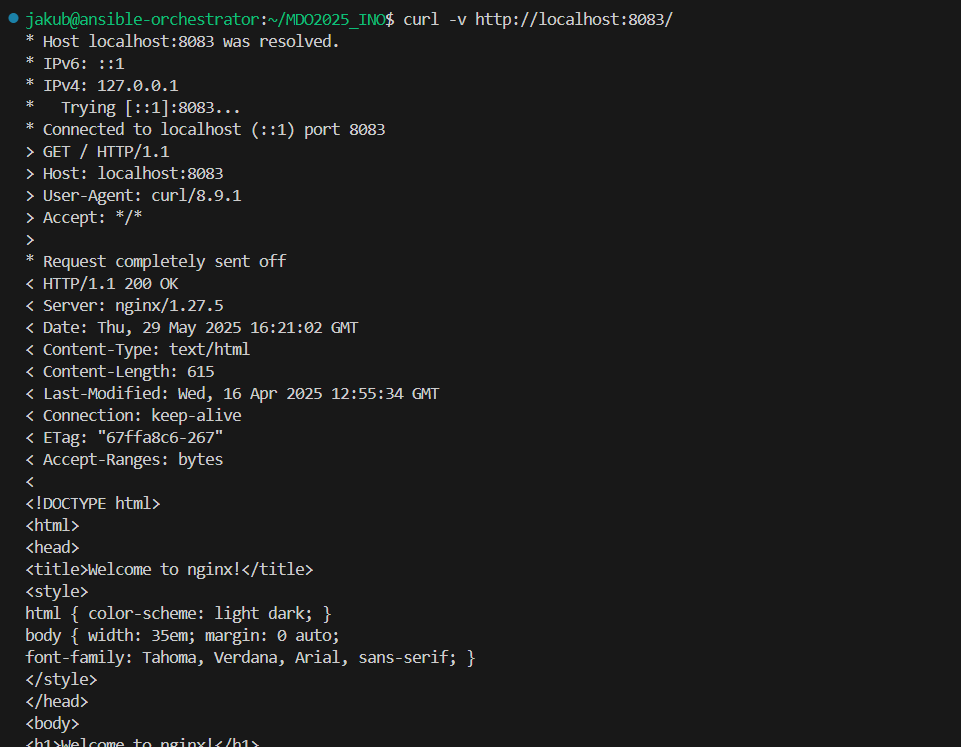 jakub@ansible-orchestrator:~/MDO2025_INO$ curl -v http://localhost:8083/
* Host localhost:8083 was resolved.
* IPv6: ::1
* IPv4: 127.0.0.1
*   Trying [::1]:8083...
* Connected to localhost (::1) port 8083
> GET / HTTP/1.1
> Host: localhost:8083
> User-Agent: curl/8.9.1
> Accept: */*
>
* Request completely sent off
< HTTP/1.1 200 OK
< Server: nginx/1.27.5
< Date: Thu, 29 May 2025 16:21:02 GMT
< Content-Type: text/html
< Content-Length: 615
< Last-Modified: Wed, 16 Apr 2025 12:55:34 GMT
< Connection: keep-alive
< ETag: "67ffa8c6-267"
< Accept-Ranges: bytes
<
<!DOCTYPE html>
<html>
<head>
<title>Welcome to nginx!</title>
<style>
html { color-scheme: light dark; }
body { width: 35em; margin: 0 auto;
font-family: Tahoma, Verdana, Arial, sans-serif; }
</style>
</head>
<body>
<h1>Welcome to nginx!</h1>